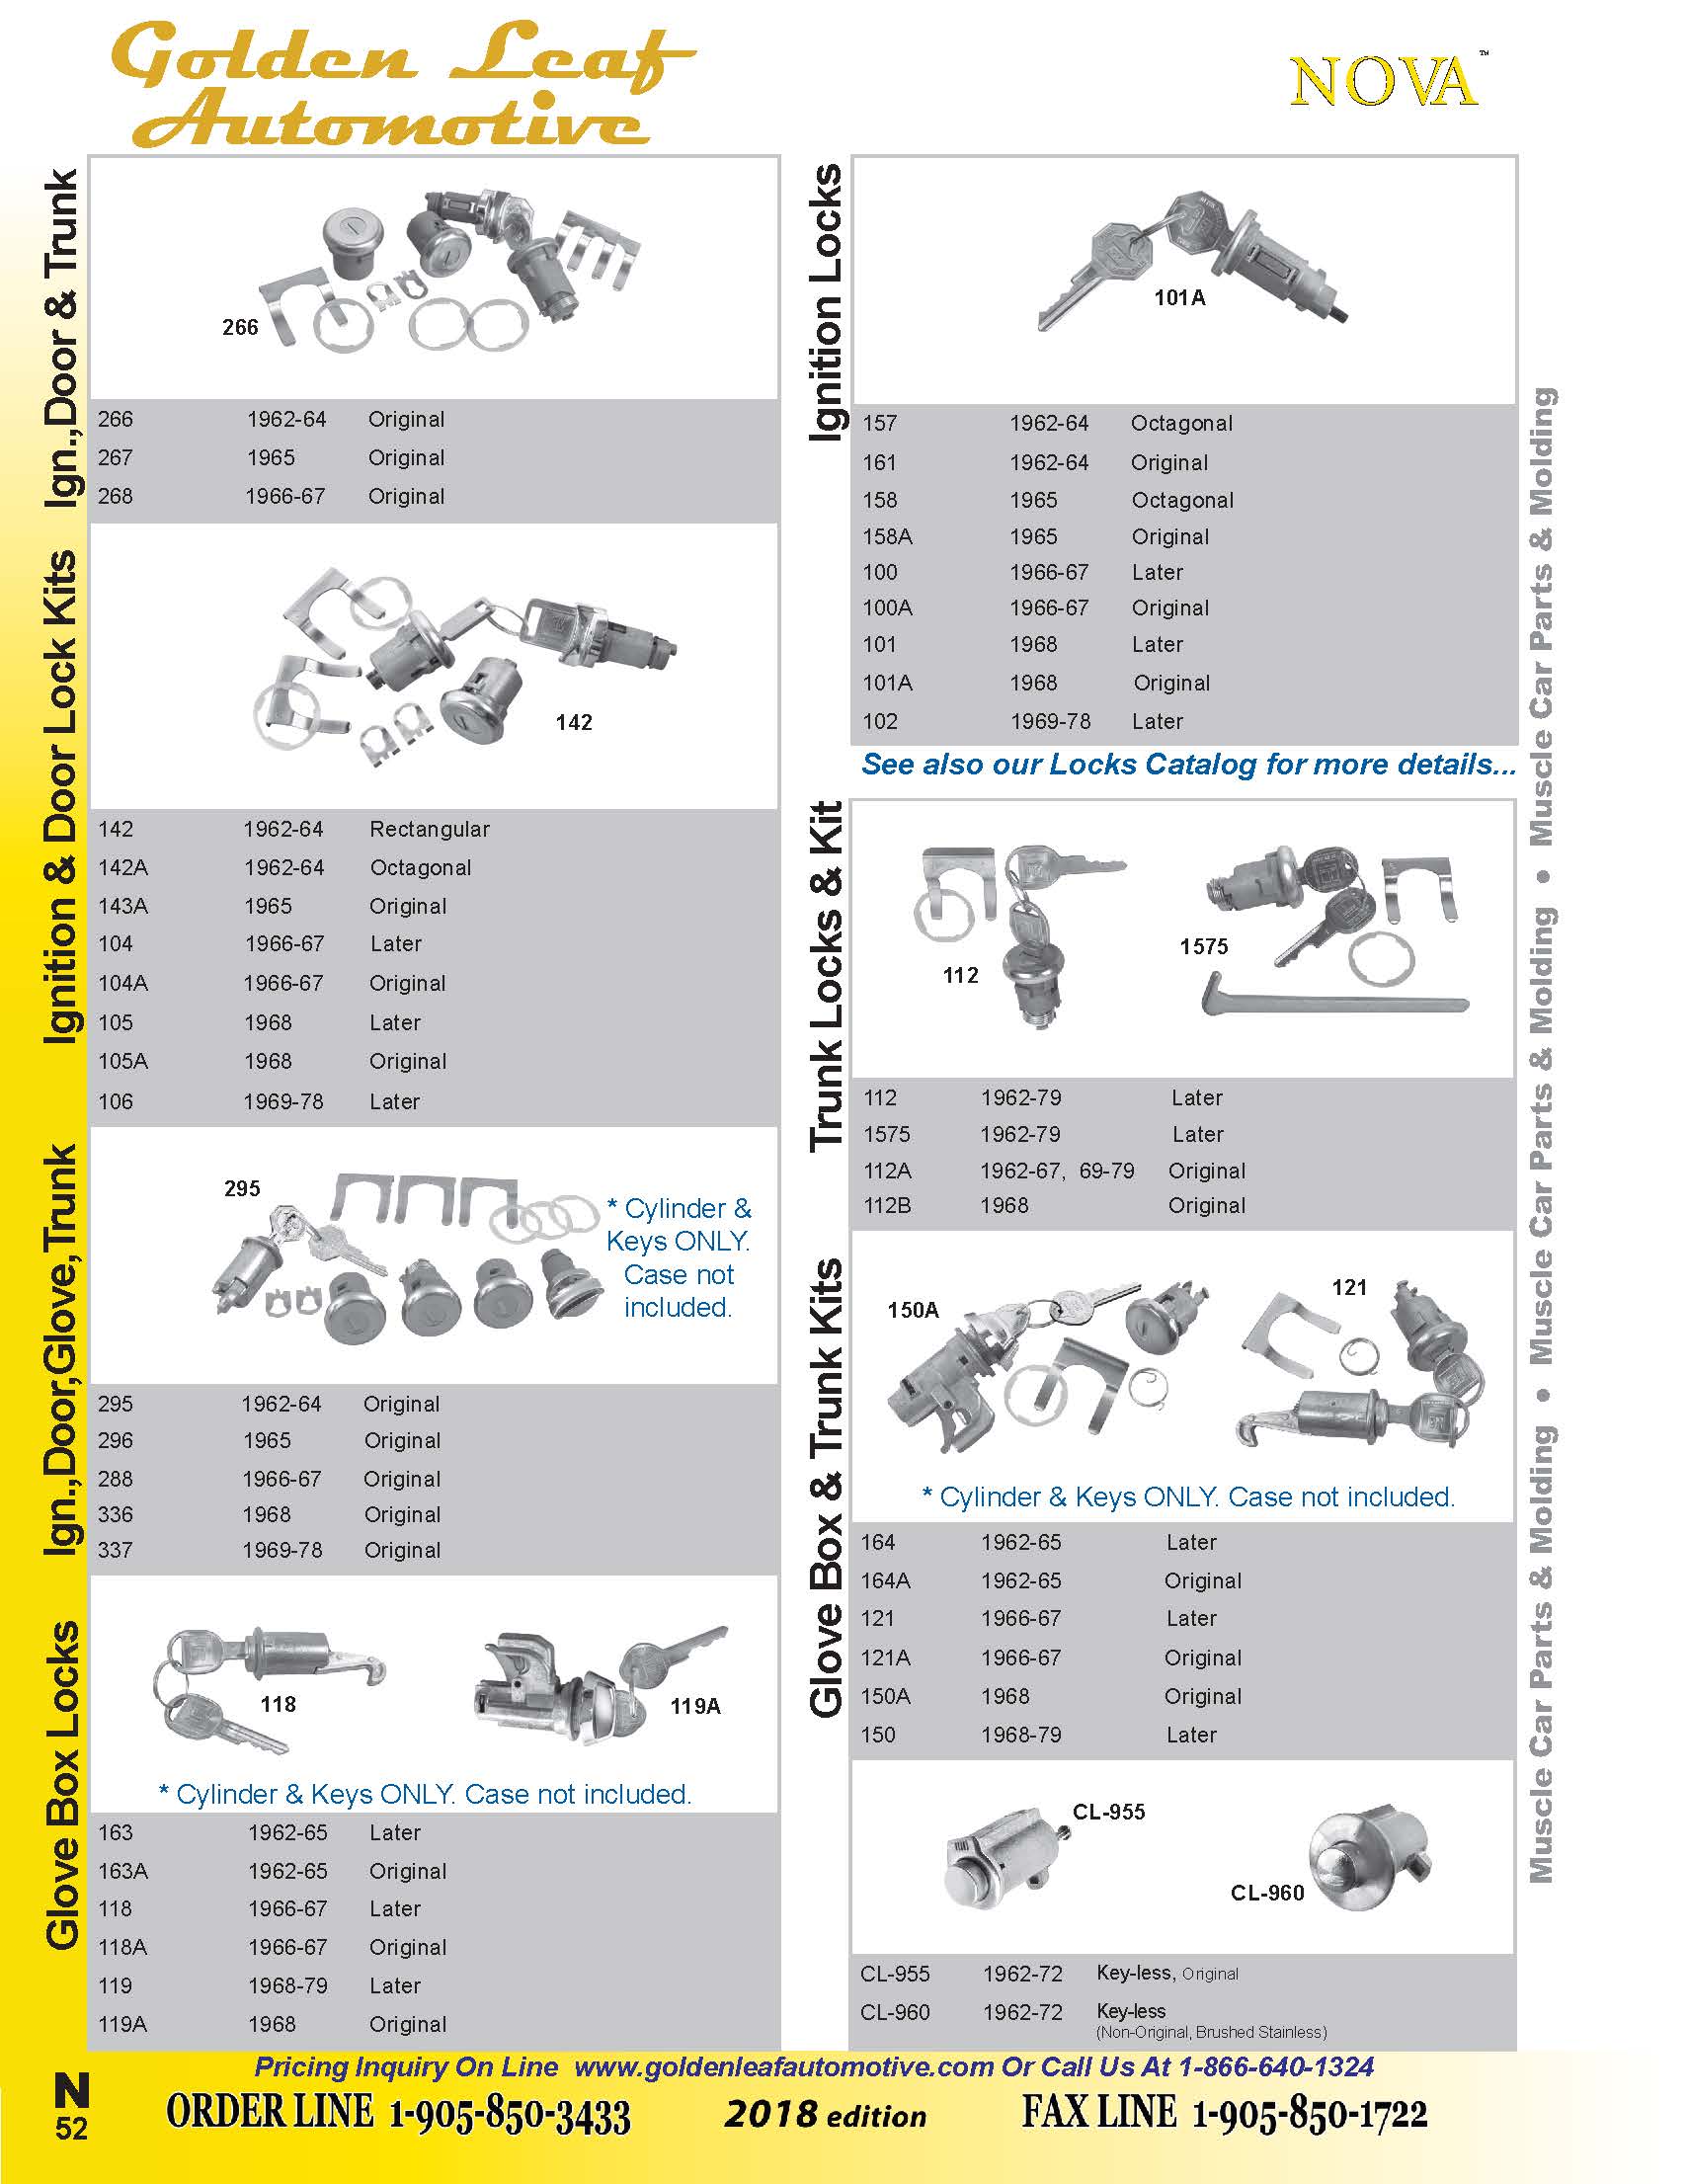 Golden Leaf
Automotive
NOVA™
Ign.,Door & Trunk
266
266 1962-64 Original
267 1965 Original
268 1966-67 Original
Ignition & Door Lock Kits
142
142 1962-64 Rectangular
142A 1962-64 Octagonal
143A 1965 Original
104 1966-67 Later
104A 1966-67 Original
105 1968 Later
105A 1968 Original
106 1969-78 Later
Ign.,Door,Glove,Trunk
295
* Cylinder &
Keys ONLY.
Case not
included.
295 1962-64 Original
296 1965 Original
288 1966-67 Original
336 1968 Original
337 1969-78 Original
Glove Box Locks
118
119A
* Cylinder & Keys ONLY. Case not included.
163 1962-65 Later
163A 1962-65 Original
118 1966-67 Later
118A 1966-67 Original
119 1968-79 Later
119A 1968 Original
Ignition Locks
101A
157 1962-64 Octagonal
161 1962-64 Original
158 1965 Octagonal
158A 1965 Original
100 1966-67 Later
100A 1966-67 Original
101 1968 Later
101A 1968 Original
102 1969-78 Later
See also our Locks Catalog for more details...
Trunk Locks & Kit
112
1575
112 1962-79 Later
1575 1962-79 Later
112A 1962-67, 69-79 Original
112B 1968 Original
Glove Box & Trunk Kits
150A
121
* Cylinder & Keys ONLY. Case not included.
164 1962-65 Later
164A 1962-65 Original
121 1966-67 Later
121A 1966-67 Original
150A 1968 Original
150 1968-79 Later
CL-955
CL-960
CL-955 1962-72 Key-less, Original
CL-960 1962-72 Key-less
(Non-Original, Brushed Stainless)
Muscle Car Parts & Molding • Muscle Car Parts & Molding • Muscle Car Parts & Molding
Pricing Inquiry On Line www.goldenleafautomotive.com Or Call Us At 1-866-640-1324
N
52
ORDER LINE 1-905-850-3433
2018 edition
FAX LINE 1-905-850-1722